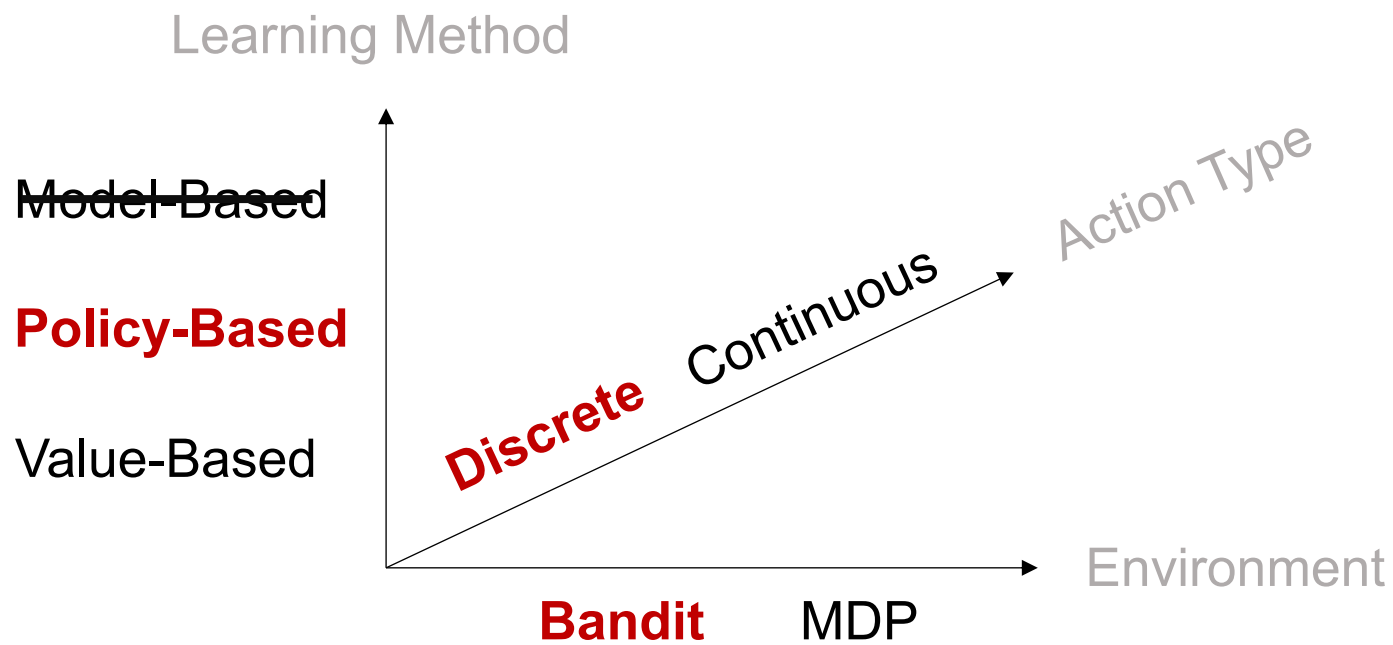 Learning Method
Model-Based
Policy-Based
Value-Based
Discrete
Continuous
Action Type
Environment
Bandit
MDP